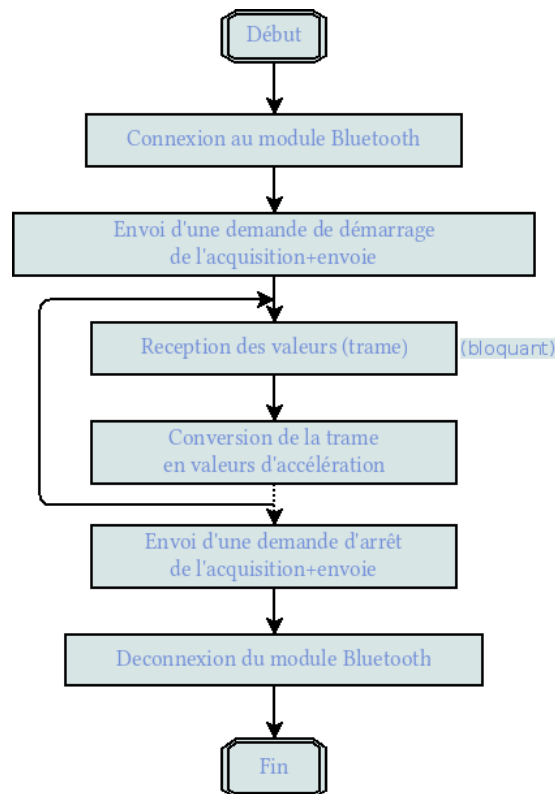 Début
Connexion au module Bluetooth
Envoi d'une demande de démarrage
de l'acquisition+envoie
Reception des valeurs (trame)
(bloquant)
Conversion de la trame
en valeurs d'accélération
Envoi d'une demande d'arrêt
de l'acquisition+envoie
Deconnexion du module Bluetooth
Fin